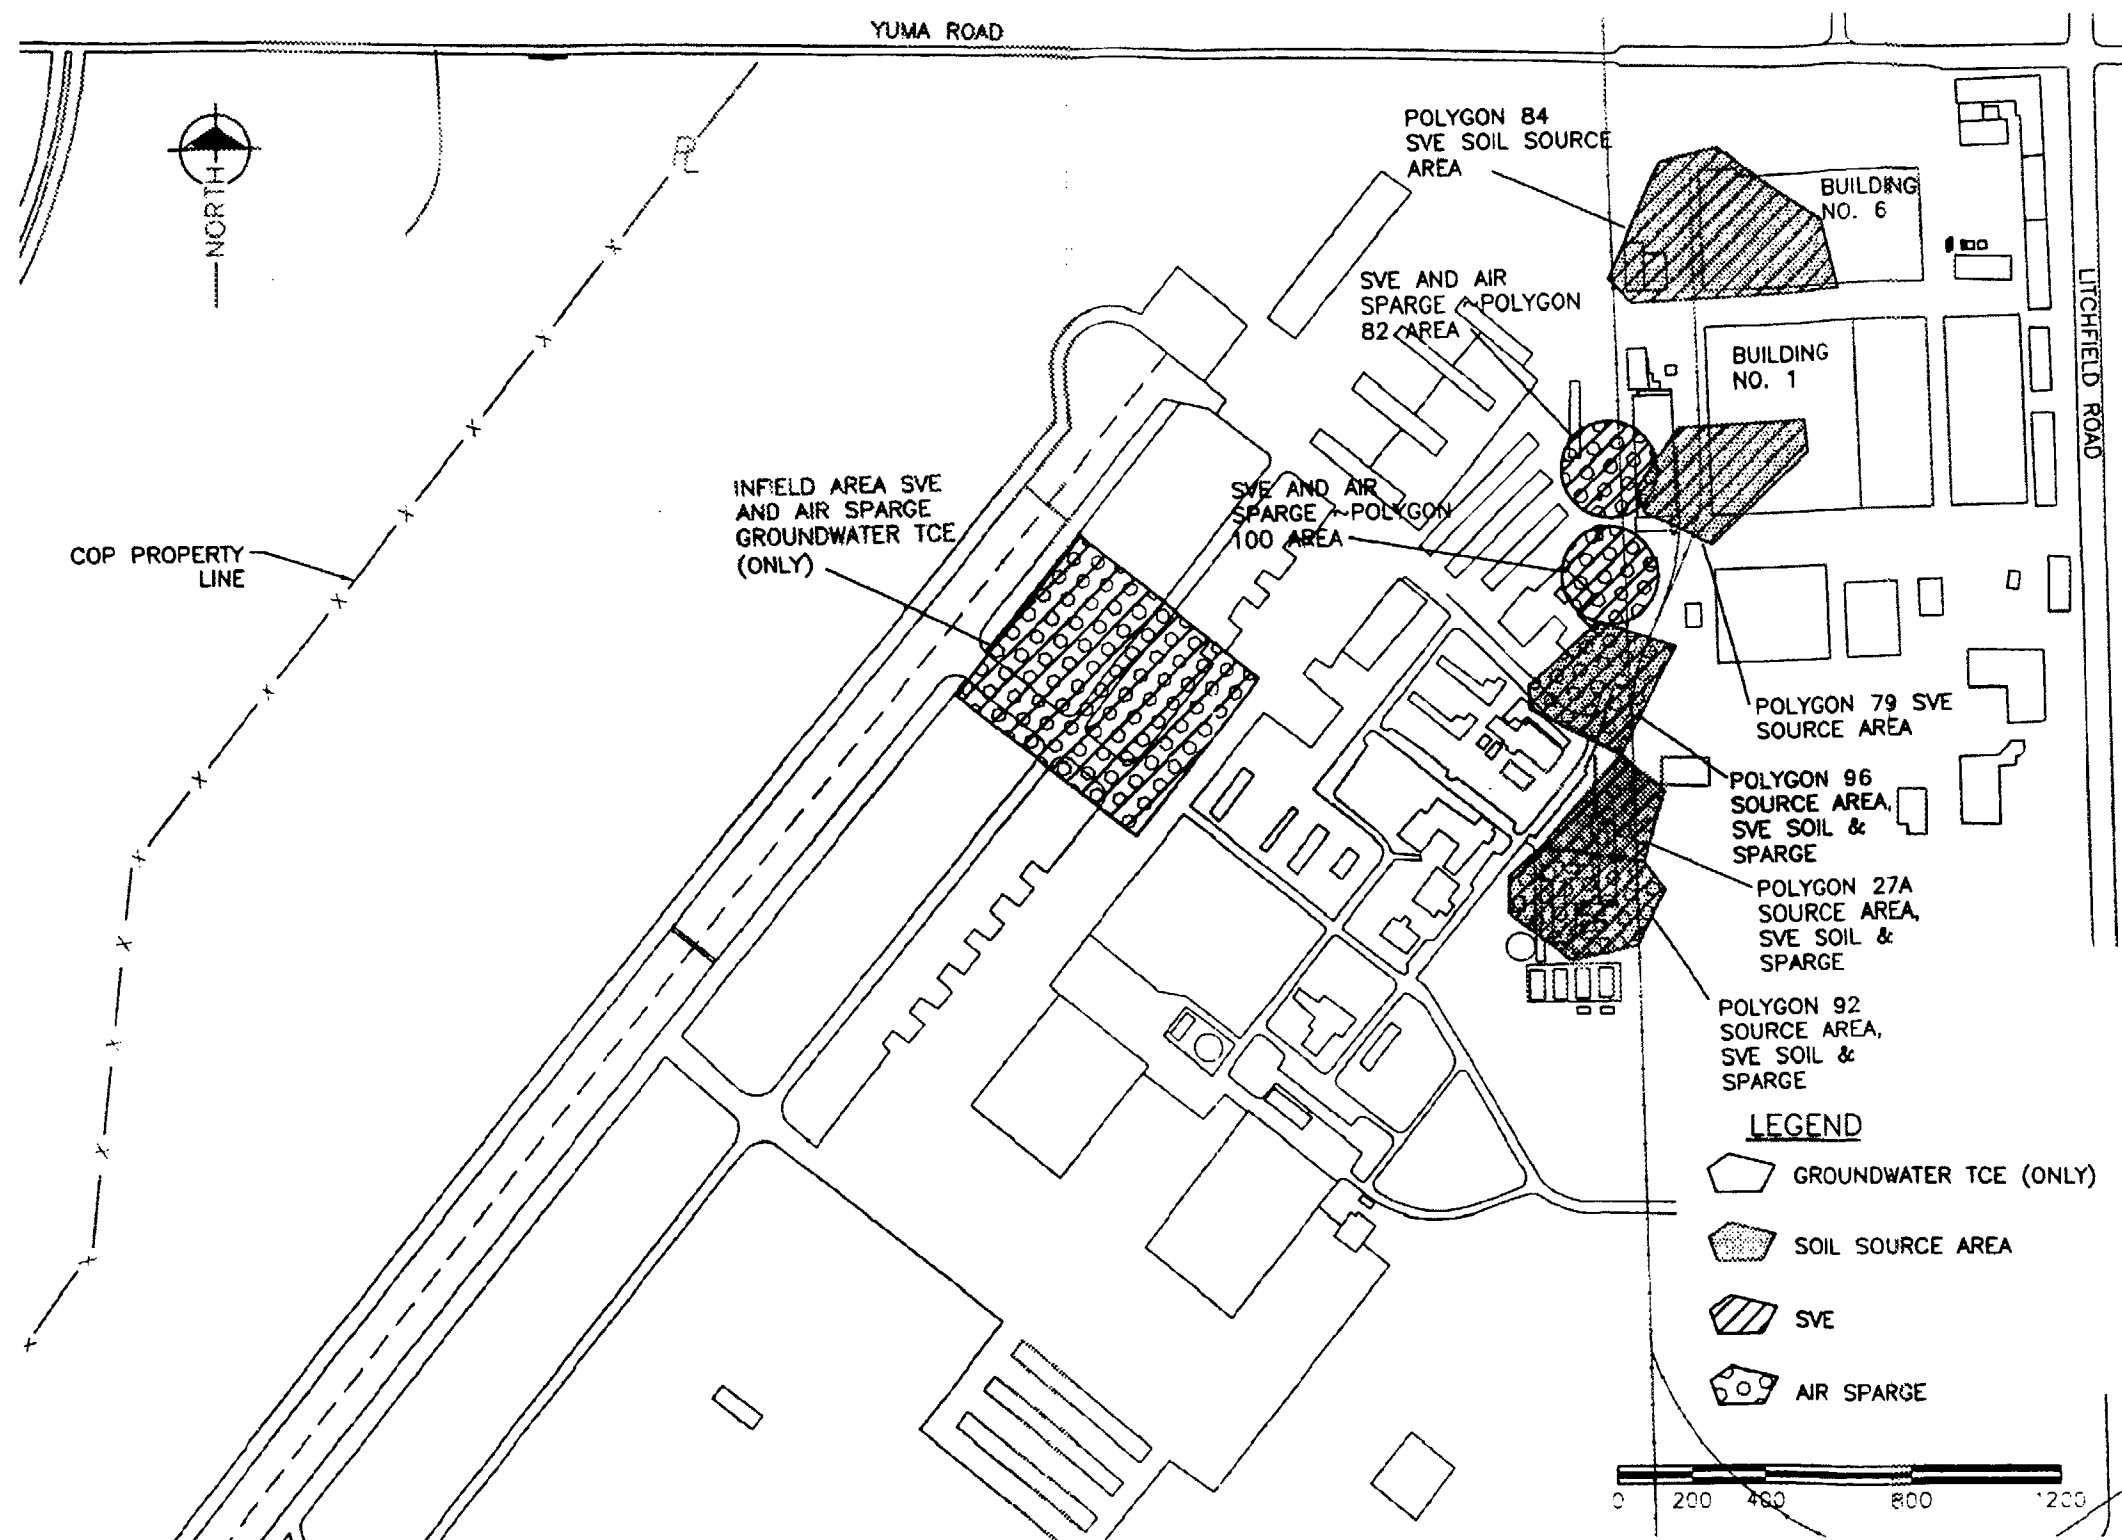 YUMA ROAD
NORTH
PL
POLYGON 84
SVE SOIL SOURCE
AREA
BUILDING
NO. 6
SVE AND AIR
SPARGE ~POLYGON
82 AREA
LITCHFIELD ROAD
BUILDING
NO. 1
INFIELD AREA SVE
AND AIR SPARGE
GROUNDWATER TCE
(ONLY)
SVE AND AIR
SPARGE ~POLYGON
100 AREA
COP PROPERTY
LINE
POLYGON 79 SVE
SOURCE AREA
POLYGON 96
SOURCE AREA,
SVE SOIL &
SPARGE
POLYGON 27A
SOURCE AREA,
SVE SOIL &
SPARGE
POLYGON 92
SOURCE AREA,
SVE SOIL &
SPARGE
LEGEND
GROUNDWATER TCE (ONLY)
SOIL SOURCE AREA
SVE
AIR SPARGE
0 200 400 800 1200